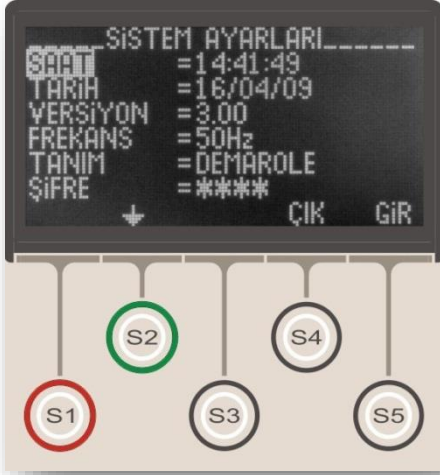 SiSTEM AYARLARI
SAAT =14:41:49
TARiH =16/04/09
VERSiYON =3.00
FREKANS =50Hz
TANIM =DEMAROLE
ŞiFRE =****
ÇIK GiR
S2 S4
S1 S3 S5